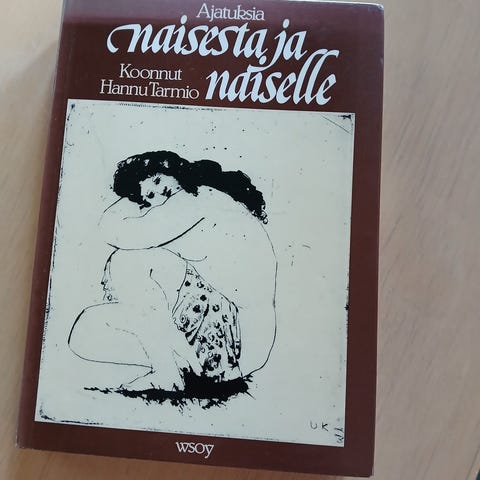 Ajatuksia
naisesta ja
naiselle
Koonnut
Hannu Tarmio
UK
wsoy